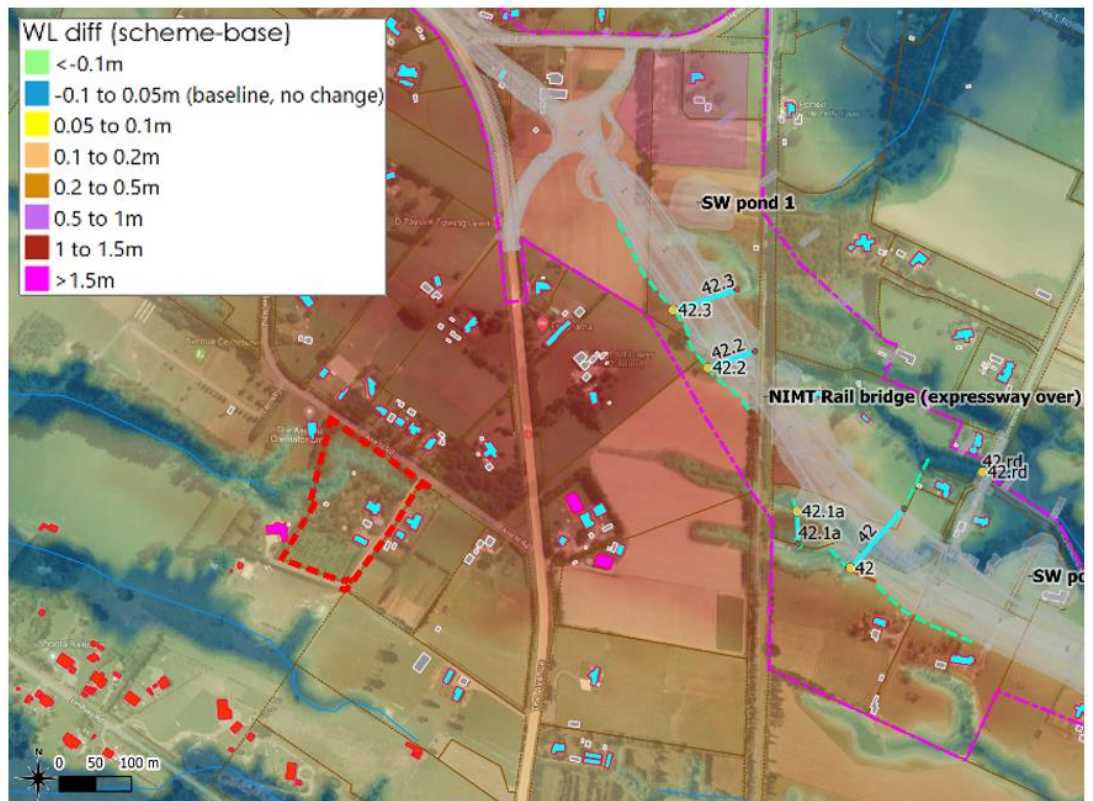 WL diff (scheme-base)
<-0.1m
-0.1 to 0.05m (baseline, no change)
0.05 to 0.1m
0.1 to 0.2m
0.2 to 0.5m
0.5 to 1m
1 to 1.5m
>1.5m
SW pond 1
42.3
42.3
42.2
42.2
NIMT Rail bridge (expressway over)
42.rd
42.rd
42.1a
42.1a
42
42
SW po
N
0 50 100 m